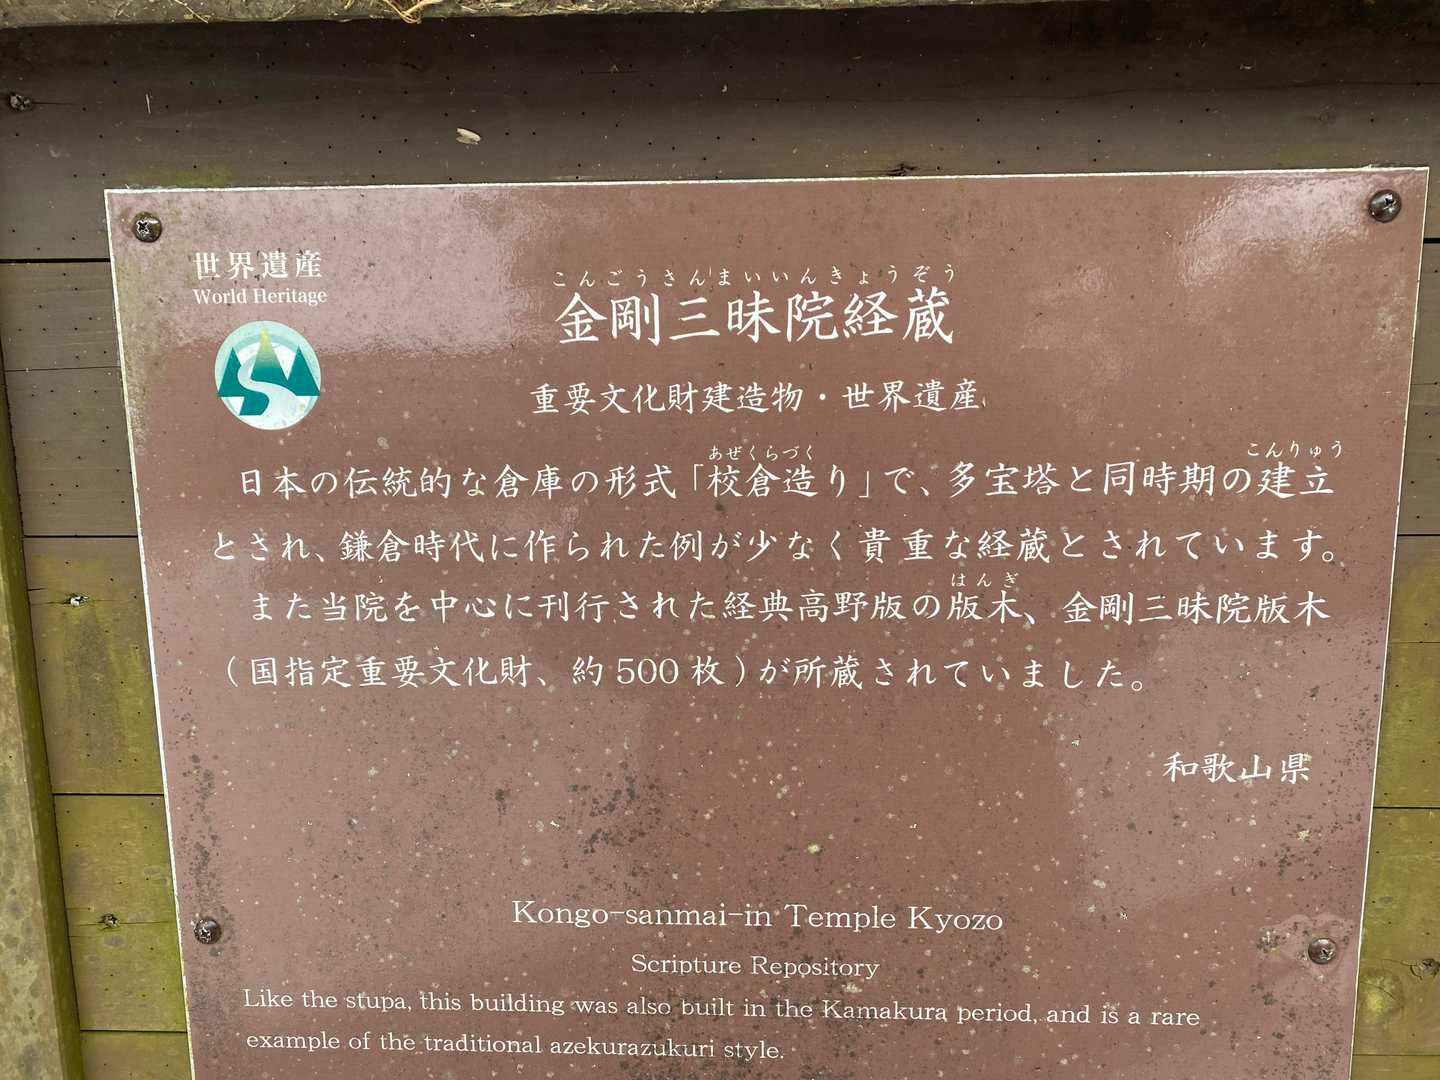 世界遺産
World Heritage
こんごうさんまいいんきょうぞう
金剛三昧院経蔵
重要文化財建造物・世界遺産
あぜくらづく
こんりゅう
日本の伝統的な倉庫の形式「校倉造り」で、多宝塔と同時期の建立
とされ、鎌倉時代に作られた例が少なく貴重な経蔵とされています。
はんぎ
また当院を中心に刊行された経典高野版の版木、金剛三昧院版木
(国指定重要文化財、約500枚)が所蔵されていました。
和歌山県
Kongo-sanmai-in Temple Kyozo
Scripture Repository
Like the stupa, this building was also built in the Kamakura period, and is a rare
example of the traditional azekurazukuri style.